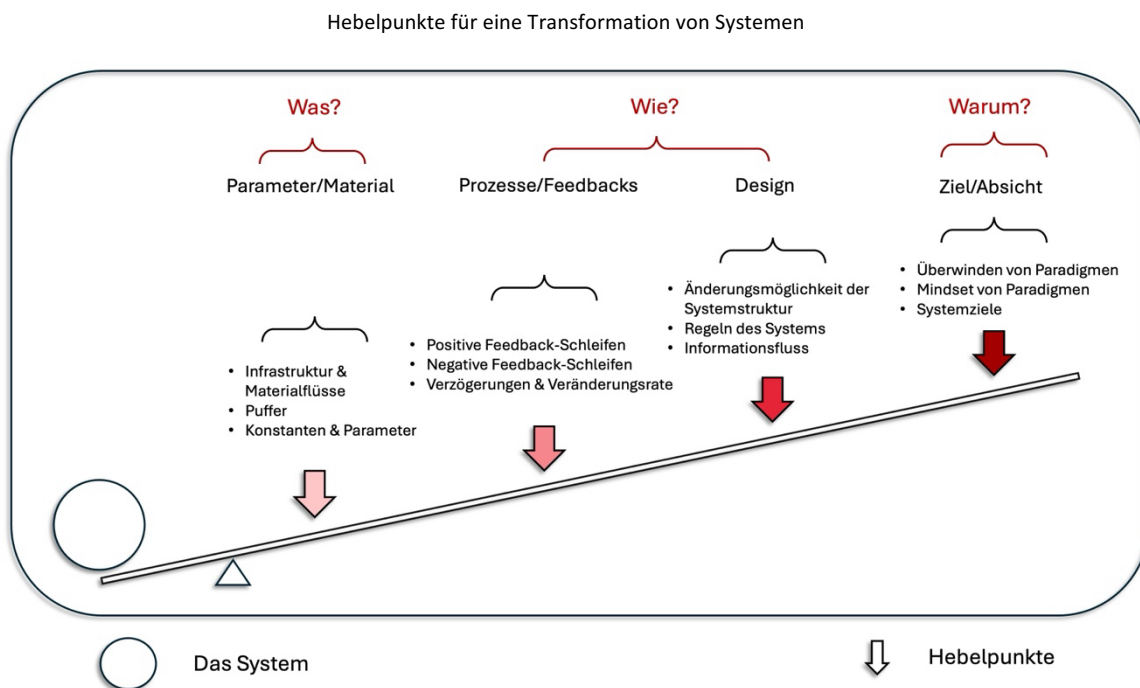 Hebelpunkte für eine Transformation von Systemen
Was?
Wie?
Warum?
Parameter/Material
Prozesse/Feedbacks
Design
Ziel/Absicht
• Infrastruktur &
Materialflüsse
• Puffer
• Konstanten & Parameter
• Positive Feedback-Schleifen
• Negative Feedback-Schleifen
• Verzögerungen & Veränderungsrate
• Änderungsmöglichkeit der
Systemstruktur
• Regeln des Systems
• Informationsfluss
• Überwinden von Paradigmen
• Mindset von Paradigmen
• Systemziele
Das System
Hebelpunkte